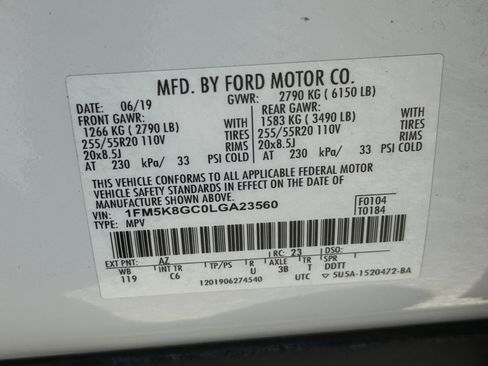 MFD. BY FORD MOTOR CO.
DATE: 06/19 GVWR: 2790 KG ( 6150 LB)
FRONT GAWR: REAR GAWR:
1266 KG ( 2790 LB) WITH 1583 KG ( 3490 LB) WITH
255/55R20 110V TIRES 255/55R20 110V TIRES
20x8.5J RIMS 20x8.5J RIMS
AT 230 kPa/ 33 PSI COLD AT 230 kPa/ 33 PSI COLD
THIS VEHICLE CONFORMS TO ALL APPLICABLE FEDERAL MOTOR
VEHICLE SAFETY STANDARDS IN EFFECT ON THE DATE OF
MANUFACTURE SHOWN ABOVE.
VIN: 1FM5K8GC0LGA23560 F0104
TYPE: MPV T0184
EXT PNT: AZ RC: 23 DSO:
WB INT TR TP/PS R AXLE TR SPR
119 C6 U 3B T DDTT
1201906274540 UTC ▽ 5U5A-1520472-BA